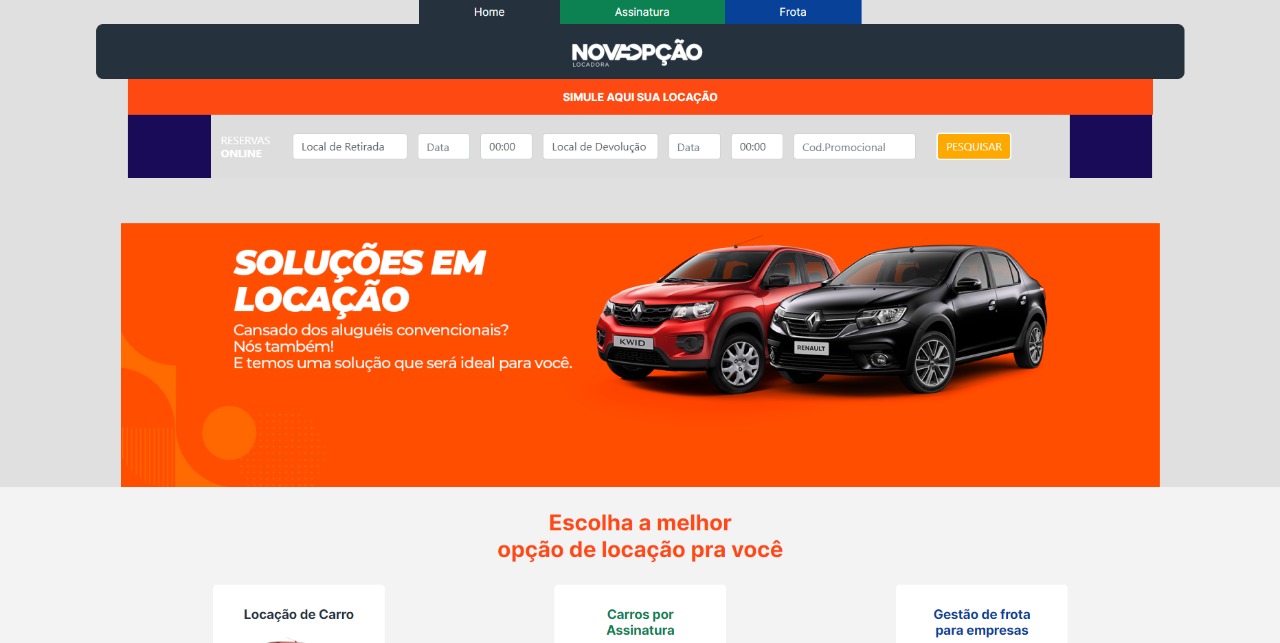 Home
Assinatura
Frota
NOVAOPÇÃO
LOCADORA
SIMULE AQUI SUA LOCAÇÃO
RESERVAS
ONLINE
Local de Retirada
Data
00:00
Local de Devolução
Data
00:00
Cod.Promocional
PESQUISAR
SOLUÇÕES EM
LOCAÇÃO
Cansado dos aluguéis convencionais?
Nós também!
E temos uma solução que será ideal para você.
KWID
RENAULT
Escolha a melhor
opção de locação pra você
Locação de Carro
Carros por
Assinatura
Gestão de frota
para empresas